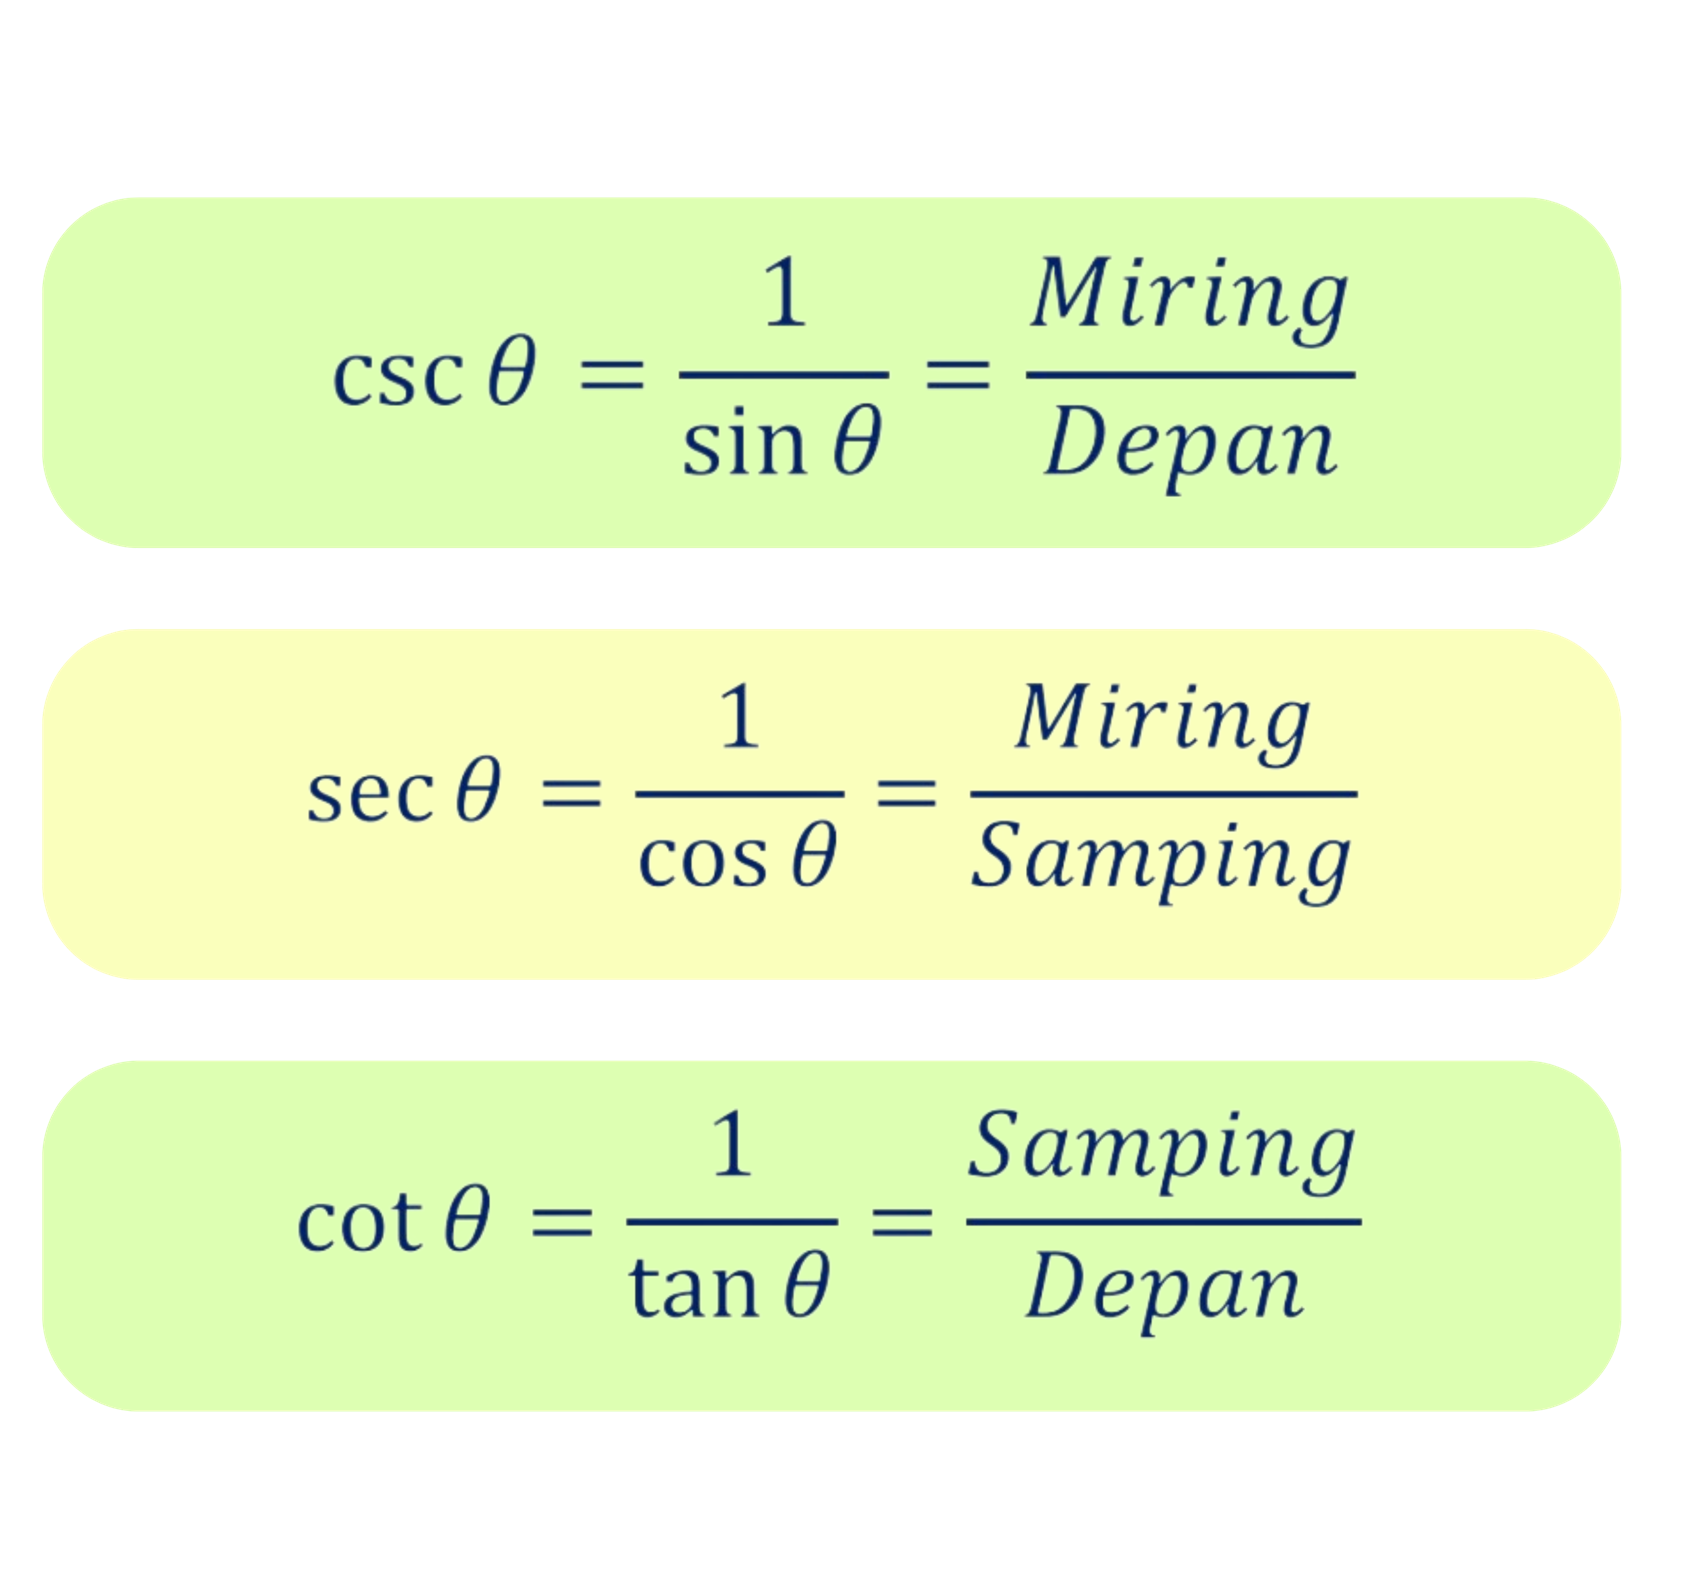 csc θ = 1/sin θ = Miring/Depan
sec θ = 1/cos θ = Miring/Samping
cot θ = 1/tan θ = Samping/Depan